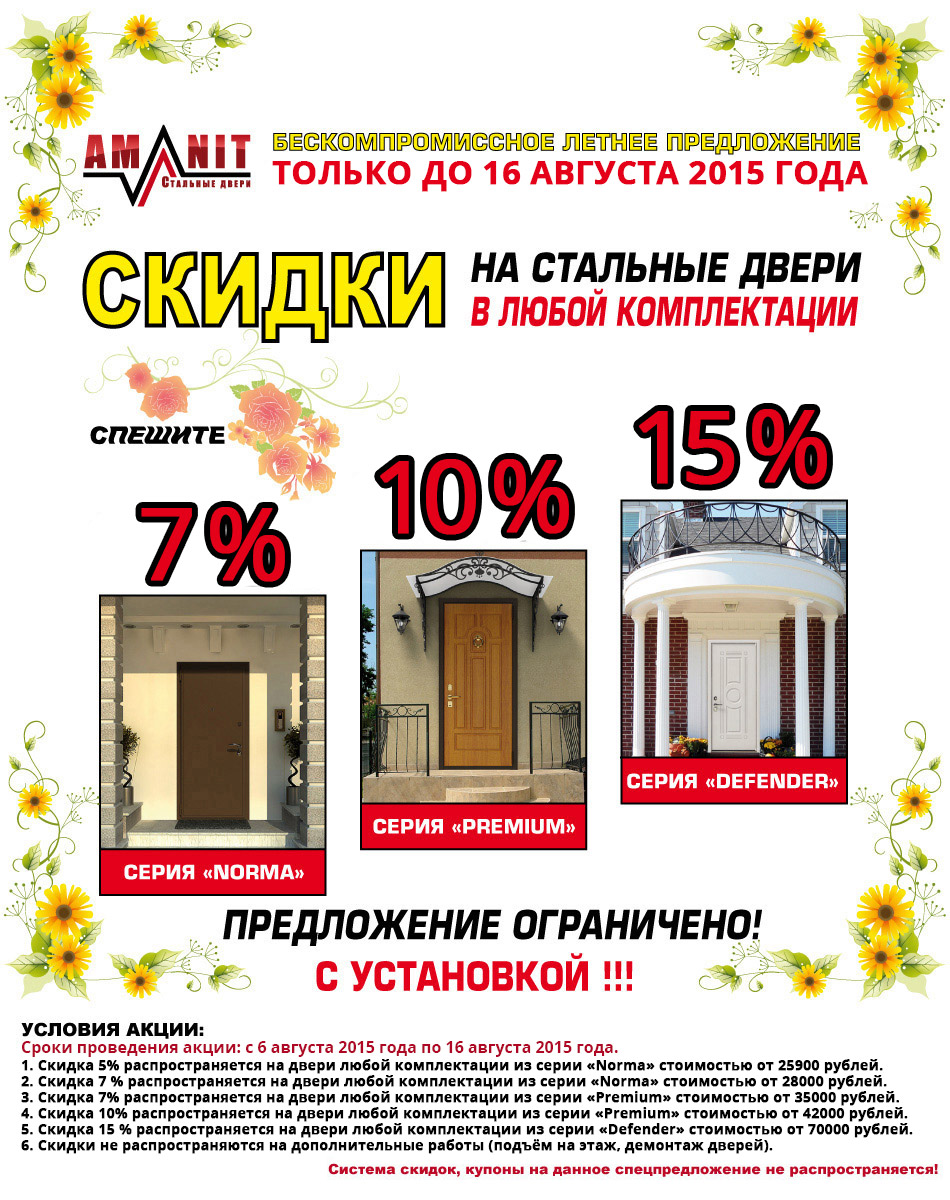 AMANIT
Стальные двери
БЕСКОМПРОМИССНОЕ ЛЕТНЕЕ ПРЕДЛОЖЕНИЕ
ТОЛЬКО ДО 16 АВГУСТА 2015 ГОДА
СКИДКИ
НА СТАЛЬНЫЕ ДВЕРИ
В ЛЮБОЙ КОМПЛЕКТАЦИИ
СПЕШИТЕ
7%
10%
15%
СЕРИЯ «NORMA»
СЕРИЯ «PREMIUM»
СЕРИЯ «DEFENDER»
ПРЕДЛОЖЕНИЕ ОГРАНИЧЕНО!
С УСТАНОВКОЙ !!!
УСЛОВИЯ АКЦИИ:
Сроки проведения акции: с 6 августа 2015 года по 16 августа 2015 года.
1. Скидка 5% распространяется на двери любой комплектации из серии «Norma» стоимостью от 25900 рублей.
2. Скидка 7 % распространяется на двери любой комплектации из серии «Norma» стоимостью от 28000 рублей.
3. Скидка 7% распространяется на двери любой комплектации из серии «Premium» стоимостью от 35000 рублей.
4. Скидка 10% распространяется на двери любой комплектации из серии «Premium» стоимостью от 42000 рублей.
5. Скидка 15 % распространяется на двери любой комплектации из серии «Defender» стоимостью от 70000 рублей.
6. Скидки не распространяются на дополнительные работы (подъём на этаж, демонтаж дверей).
Система скидок, купоны на данное спецпредложение не распространяется!